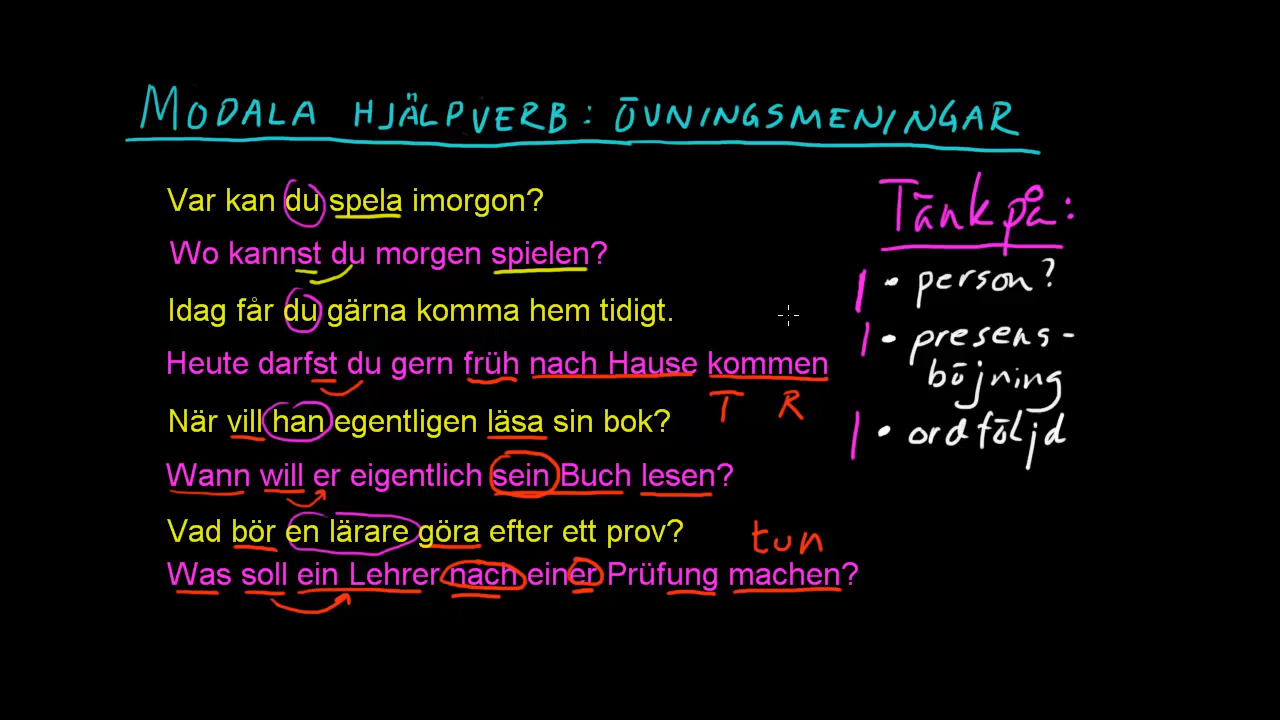 MODALA HJÄLPVERB: ÖVNINGSMENINGAR
Var kan du spela imorgon?
Wo kannst du morgen spielen?
Idag får du gärna komma hem tidigt.
Heute darfst du gern früh nach Hause kommen
T R
När vill han egentligen läsa sin bok?
Wann will er eigentlich sein Buch lesen?
Vad bör en lärare göra efter ett prov?
tun
Was soll ein Lehrer nach einer Prüfung machen?
Tänk på:
• person?
• presens-
böjning
• ordföljd